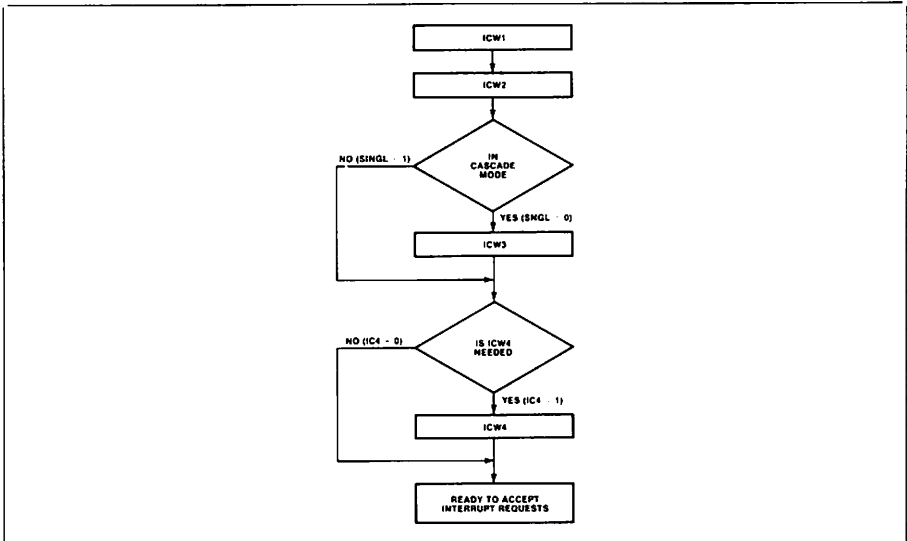 ICW1
ICW2
IN
CASCADE
MODE
NO (SINGL - 1)
YES (SNGL - 0)
ICW3
IS ICW4
NEEDED
NO (IC4 - 0)
YES (IC4 - 1)
ICW4
READY TO ACCEPT
INTERRUPT REQUESTS